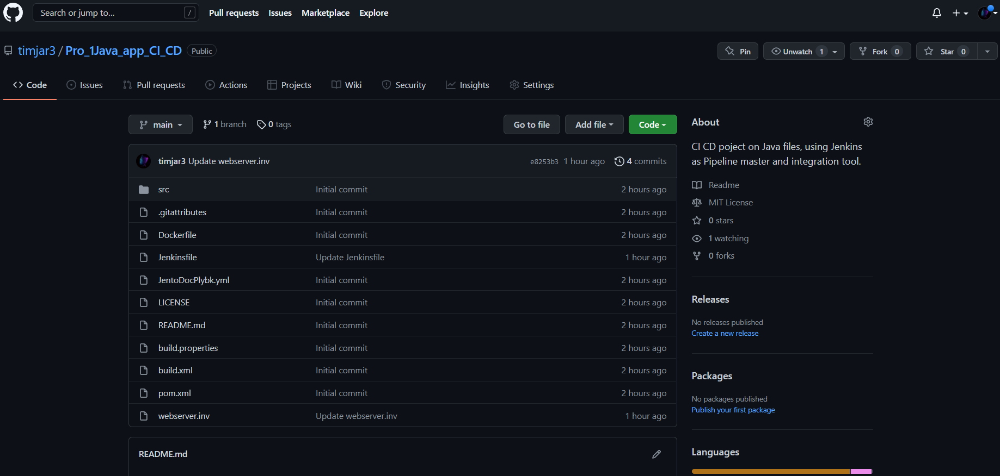 Search or jump to... / Pull requests Issues Marketplace Explore
timjar3 / Pro_1Java_app_CI_CD Public Pin Unwatch 1 Fork 0 Star 0
Code Issues Pull requests Actions Projects Wiki Security Insights Settings
main 1 branch 0 tags Go to file Add file Code
timjar3 Update webserver.inv e8253b3 1 hour ago 4 commits
src Initial commit 2 hours ago
.gitattributes Initial commit 2 hours ago
Dockerfile Initial commit 2 hours ago
Jenkinsfile Update Jenkinsfile 1 hour ago
JentoDocPlybk.yml Initial commit 2 hours ago
LICENSE Initial commit 2 hours ago
README.md Initial commit 2 hours ago
build.properties Initial commit 2 hours ago
build.xml Initial commit 2 hours ago
pom.xml Initial commit 2 hours ago
webserver.inv Update webserver.inv 1 hour ago
README.md
About
CI CD poject on Java files, using Jenkins
as Pipeline master and integration tool.
Readme
MIT License
0 stars
1 watching
0 forks
Releases
No releases published
Create a new release
Packages
No packages published
Publish your first package
Languages